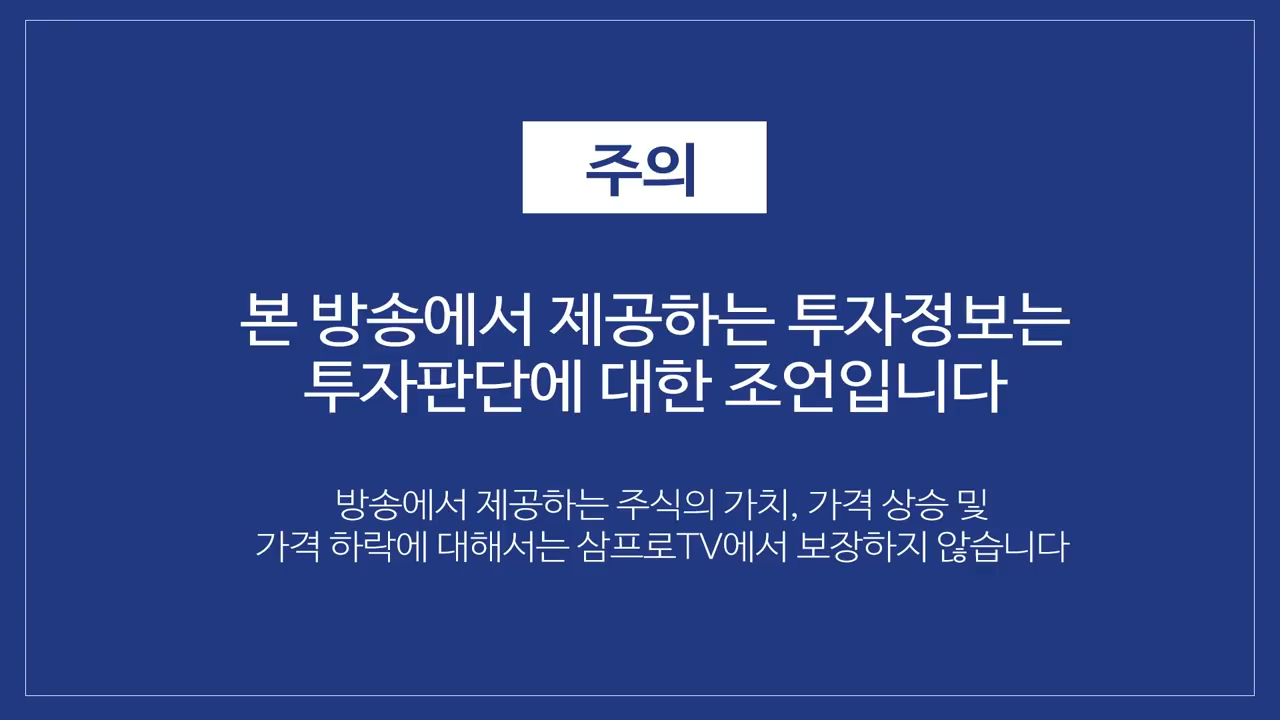 주의
본 방송에서 제공하는 투자정보는
투자판단에 대한 조언입니다
방송에서 제공하는 주식의 가치, 가격 상승 및
가격 하락에 대해서는 삼프로TV에서 보장하지 않습니다